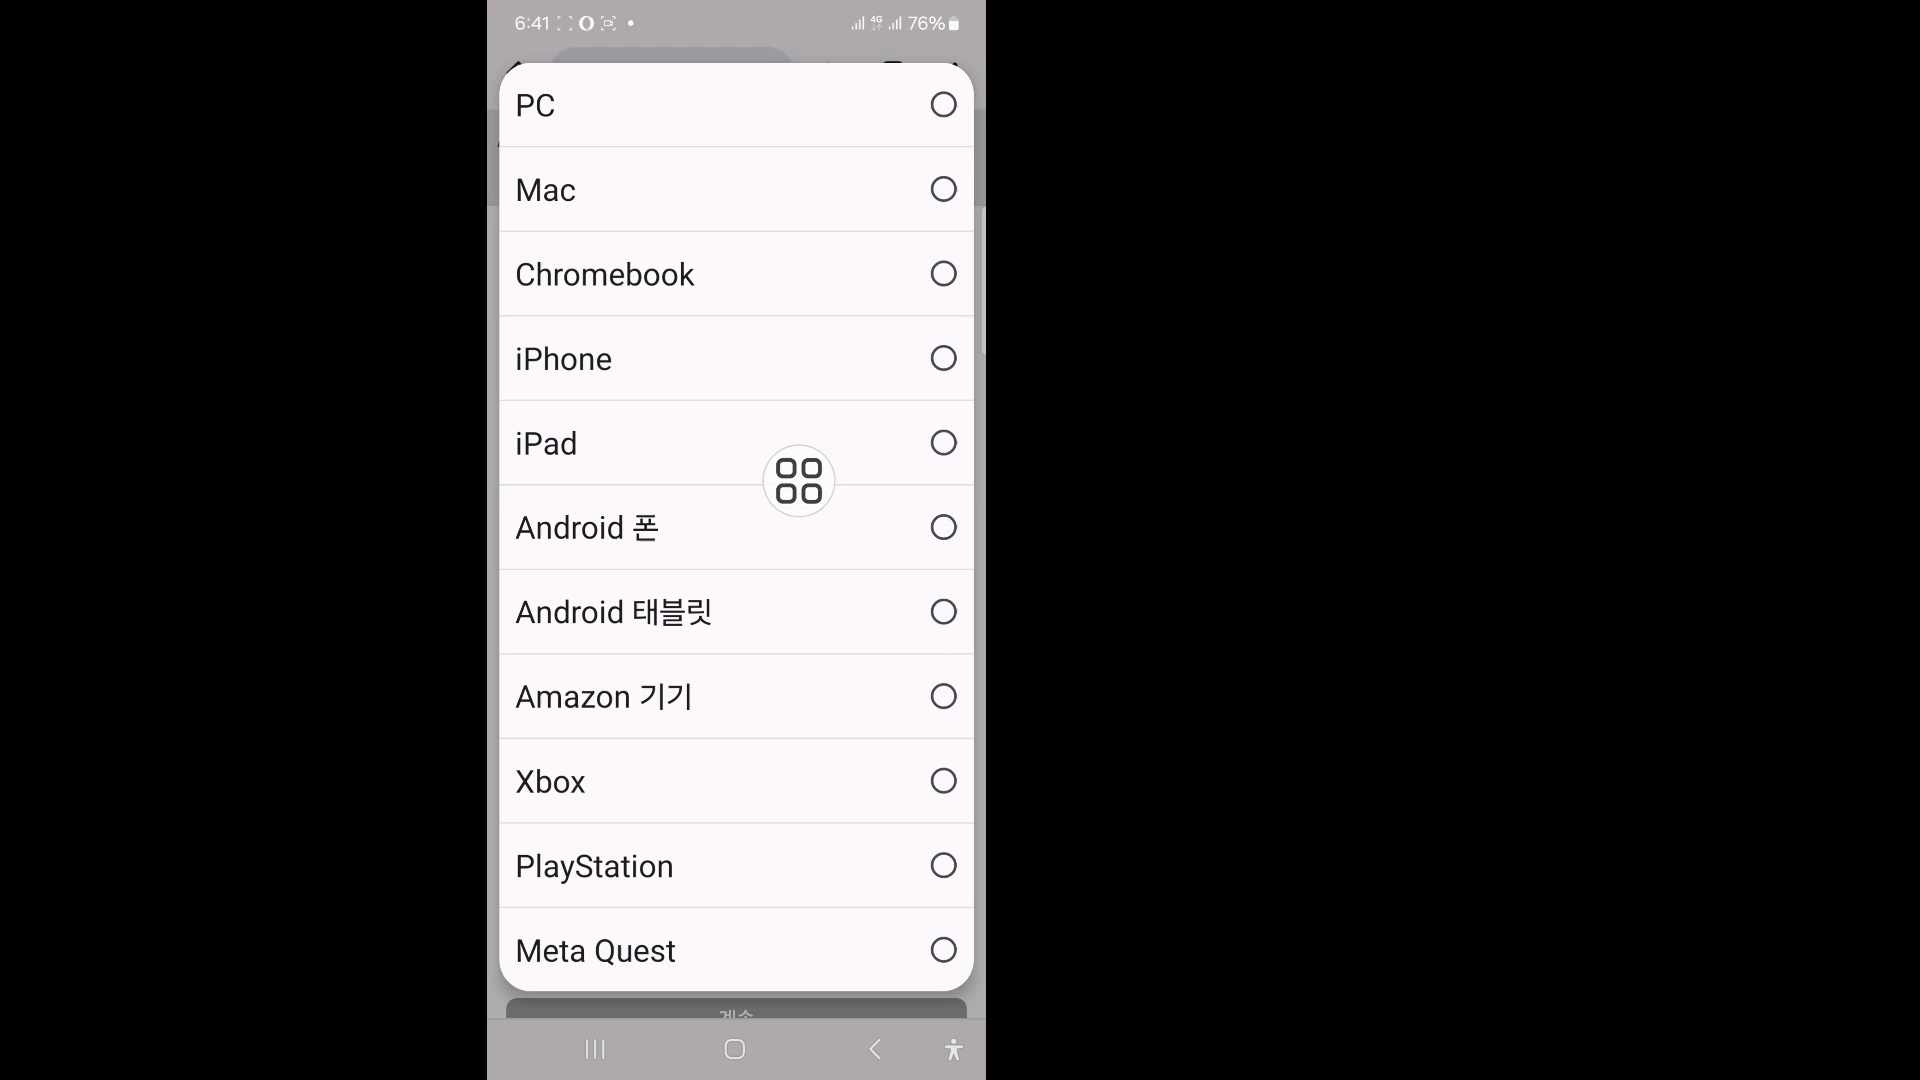 6:41 4G 76%
PC
Mac
Chromebook
iPhone
iPad
Android 폰
Android 태블릿
Amazon 기기
Xbox
PlayStation
Meta Quest
계속